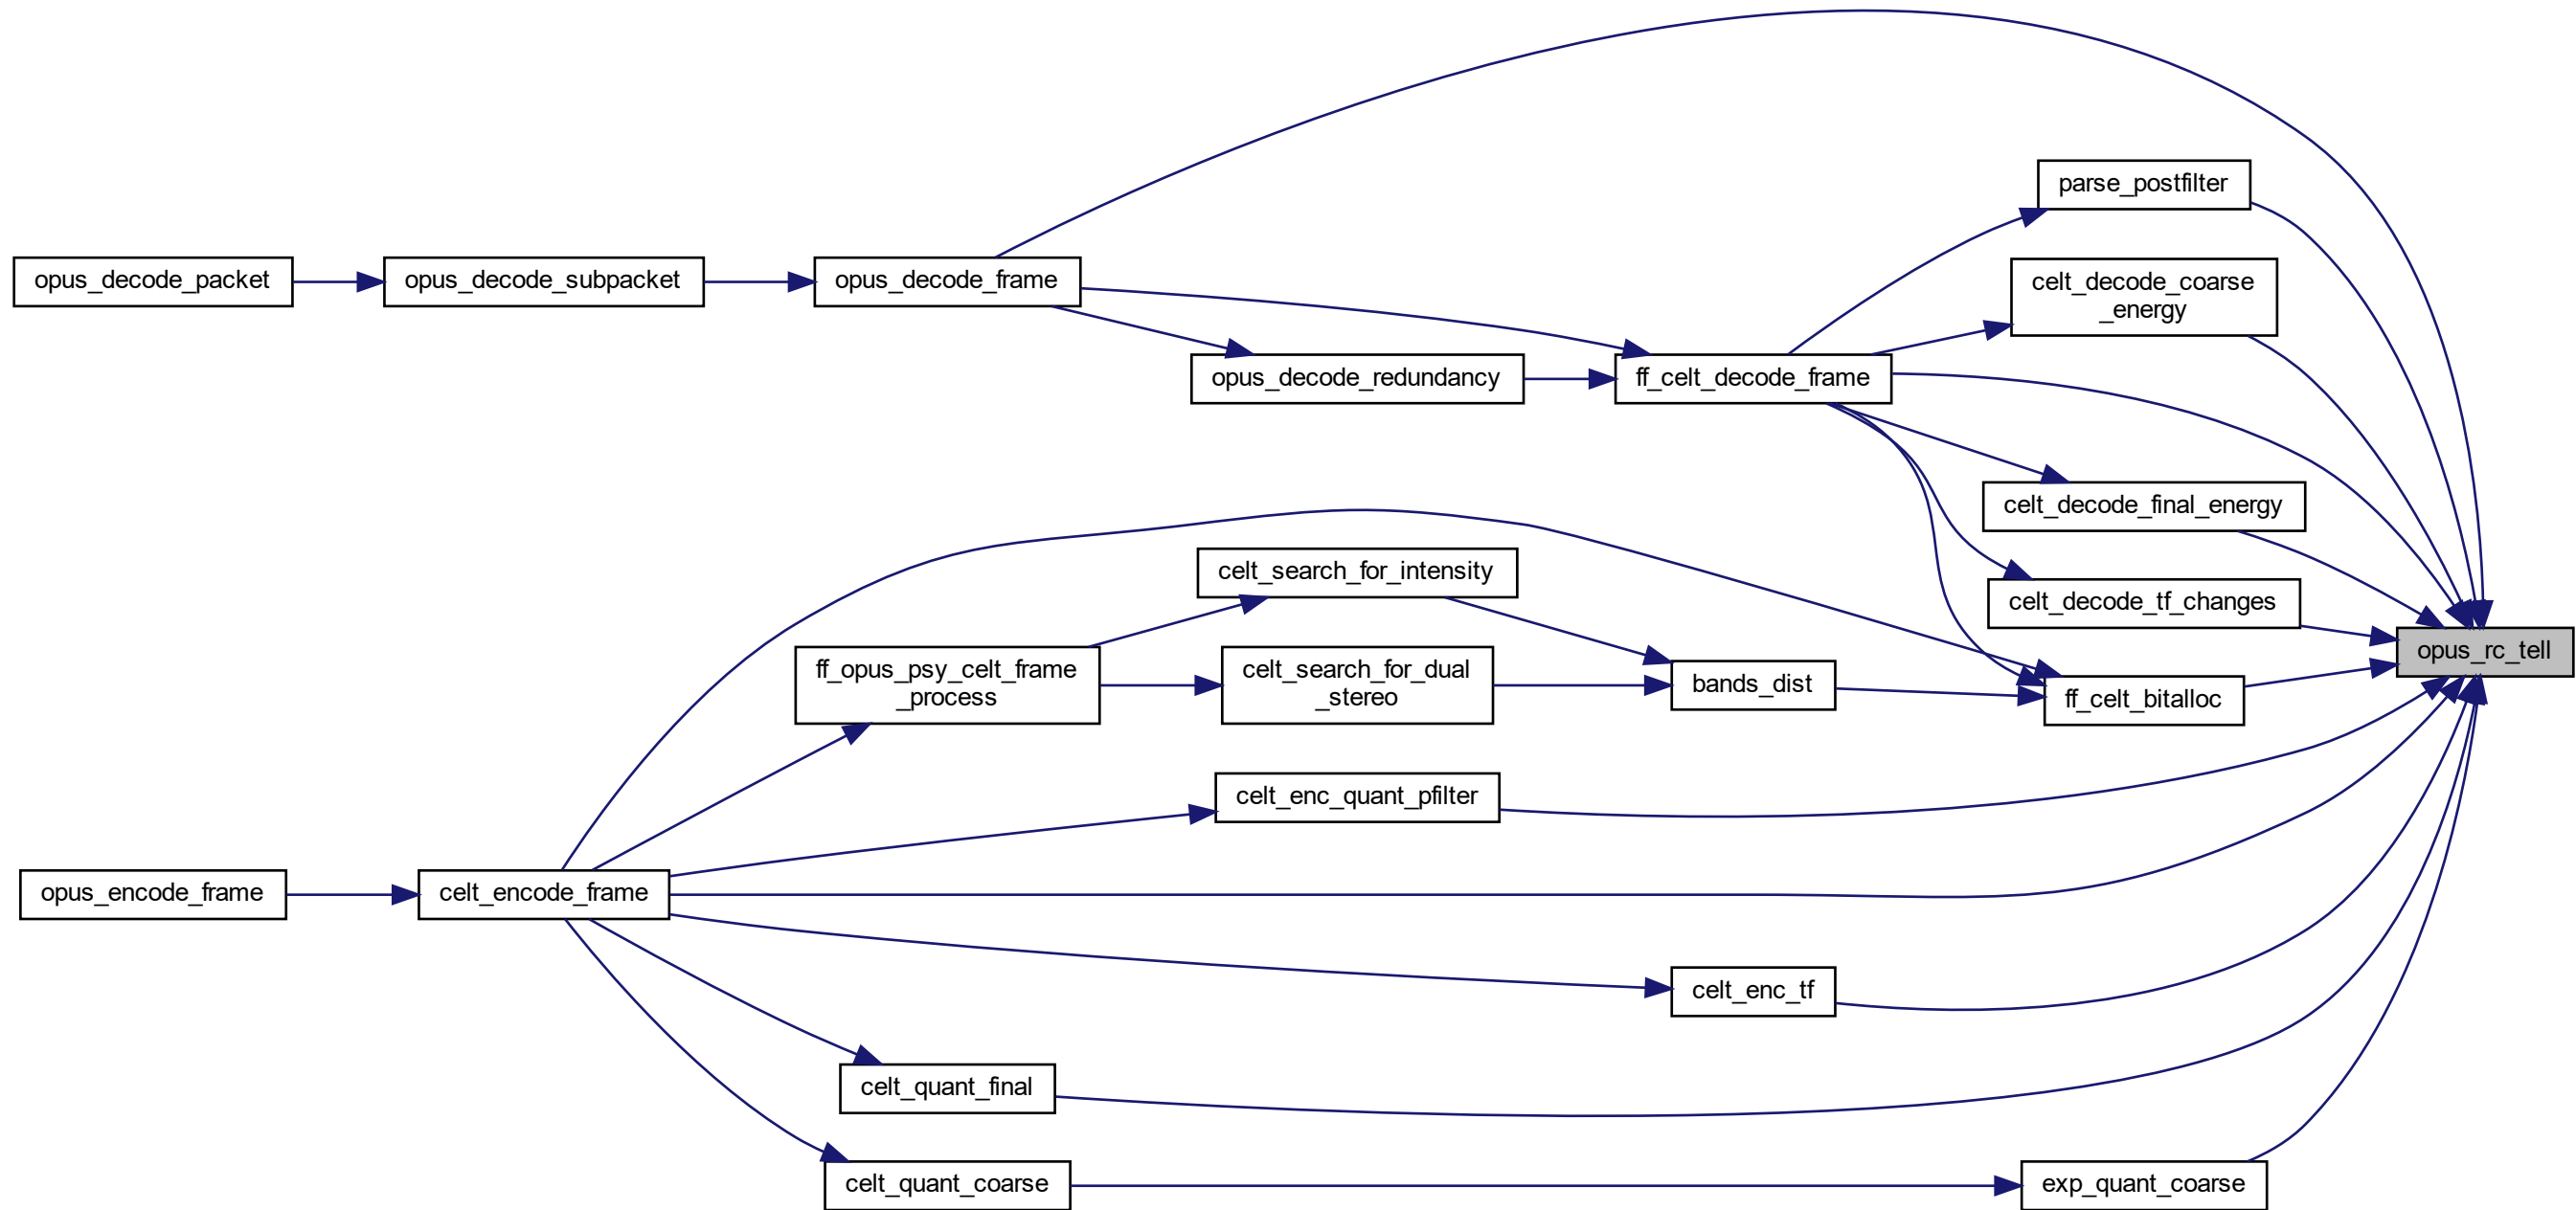 parse_postfilter
opus_decode_packet
opus_decode_subpacket
opus_decode_frame
celt_decode_coarse
_energy
opus_decode_redundancy
ff_celt_decode_frame
celt_decode_final_energy
celt_search_for_intensity
celt_decode_tf_changes
opus_rc_tell
ff_opus_psy_celt_frame
_process
celt_search_for_dual
_stereo
bands_dist
ff_celt_bitalloc
celt_enc_quant_pfilter
opus_encode_frame
celt_encode_frame
celt_enc_tf
celt_quant_final
celt_quant_coarse
exp_quant_coarse